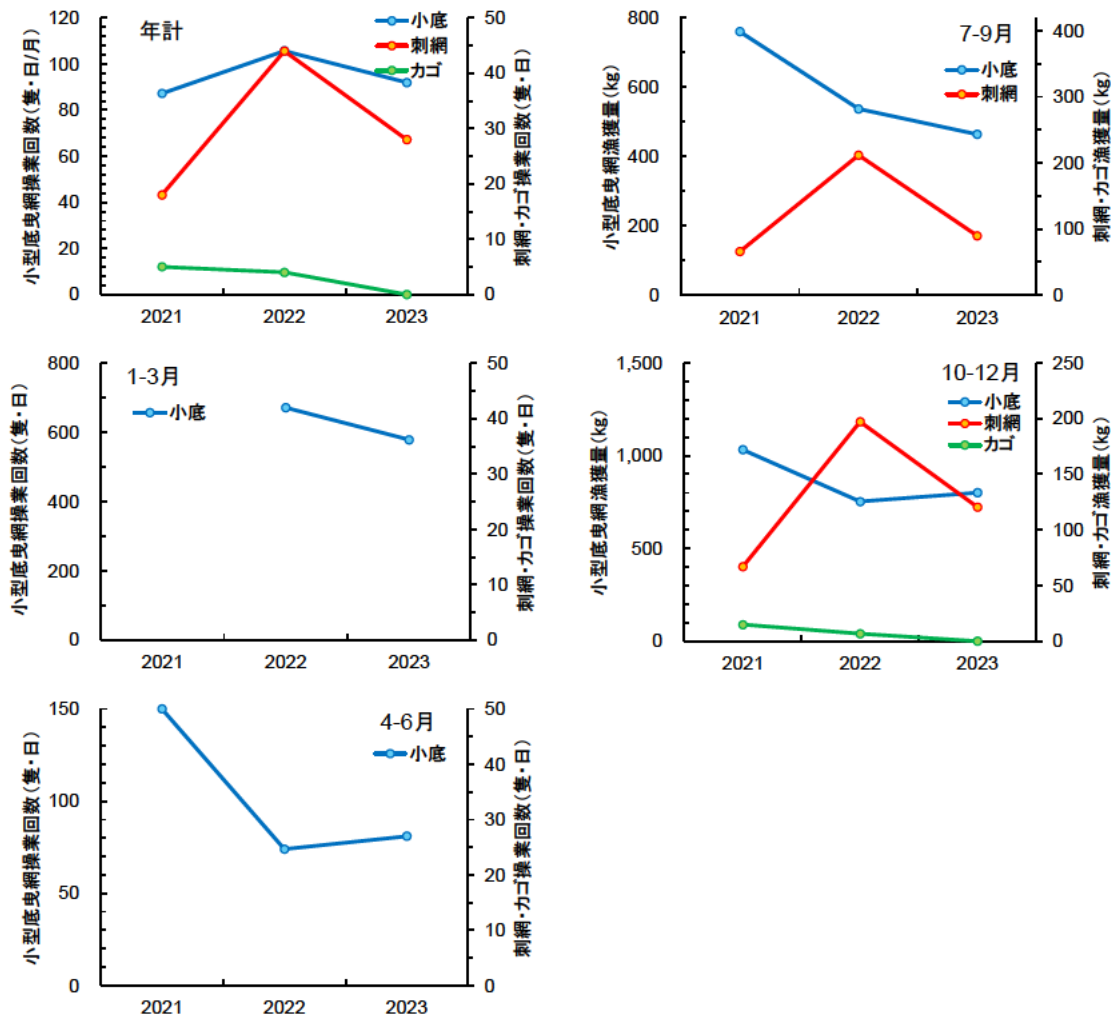 年計
小底
刺網
カゴ
小型底曳網操業回数(隻・日/月)
120
100
80
60
40
20
0
刺網・カゴ操業回数(隻・日)
50
40
30
20
10
0
2021 2022 2023
7-9月
小底
刺網
小型底曳網漁獲量(kg)
800
600
400
200
0
刺網・カゴ漁獲量(kg)
400
300
200
100
0
2021 2022 2023
1-3月
小底
小型底曳網操業回数(隻・日)
800
600
400
200
0
刺網・カゴ操業回数(隻・日)
50
40
30
20
10
0
2021 2022 2023
10-12月
小底
刺網
カゴ
小型底曳網漁獲量(kg)
1,500
1,000
500
0
刺網・カゴ漁獲量(kg)
250
200
150
100
50
0
2021 2022 2023
4-6月
小底
小型底曳網操業回数(隻・日)
150
100
50
0
刺網・カゴ操業回数(隻・日)
50
40
30
20
10
0
2021 2022 2023